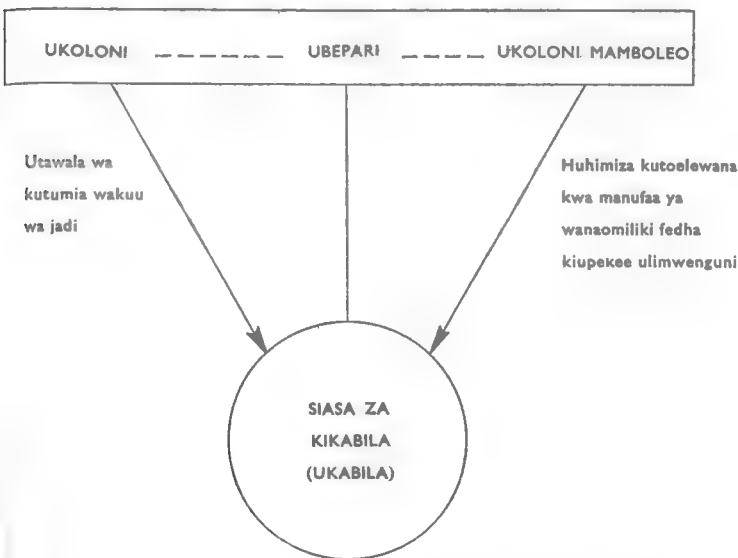 UKOLONI ------ UBEPARI ---- UKOLONI MAMBOLEO
Utawala wa
kutumia wakuu
wa jadi
Huhimiza kutoelewana
kwa manufaa ya
wanaomiliki fedha
kiupekee ulimwenguni
SIASA ZA
KIKABILA
(UKABILA)